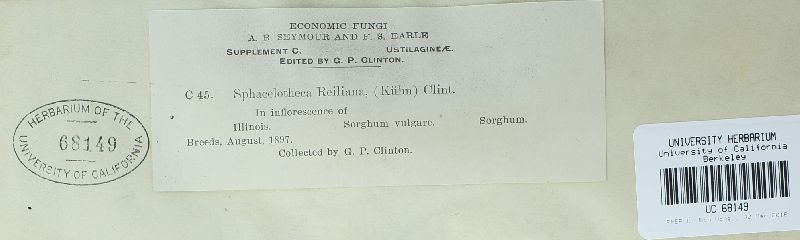 ECONOMIC FUNGI
A. B. SEYMOUR AND F. S. EARLE
SUPPLEMENT C. USTILAGINEÆ.
EDITED BY G. P. CLINTON.
C 45. Sphacelotheca Reiliana, (Kühn) Clint.
In inflorescence of
Illinois. Sorghum vulgare. Sorghum.
Breeds, August, 1897.
Collected by G. P. Clinton.
HERBARIUM OF THE
68149
UNIVERSITY OF CALIFORNIA
UNIVERSITY HERBARIUM
University of California
Berkeley
UC 68149